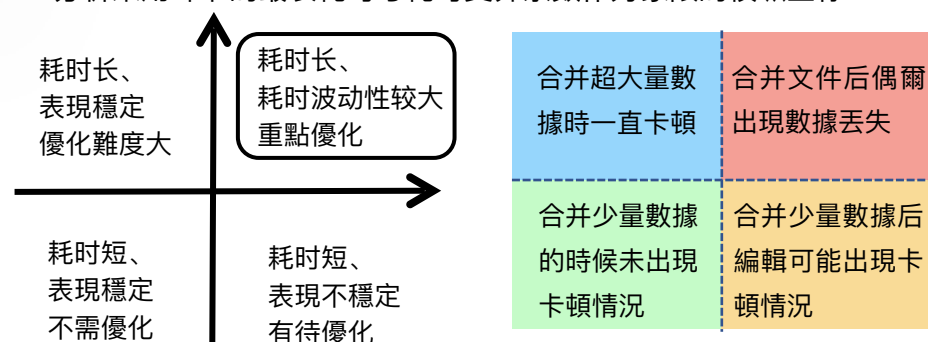 耗时长、
表現穩定
優化難度大
耗时长、
耗时波动性较大
重點優化
耗时短、
表現穩定
不需優化
耗时短、
表現不穩定
有待優化
合并超大量數
據時一直卡頓
合并文件后偶爾
出現數據丟失
合并少量數據
的時候未出現
卡頓情況
合并少量數據后
編輯可能出現卡
頓情況